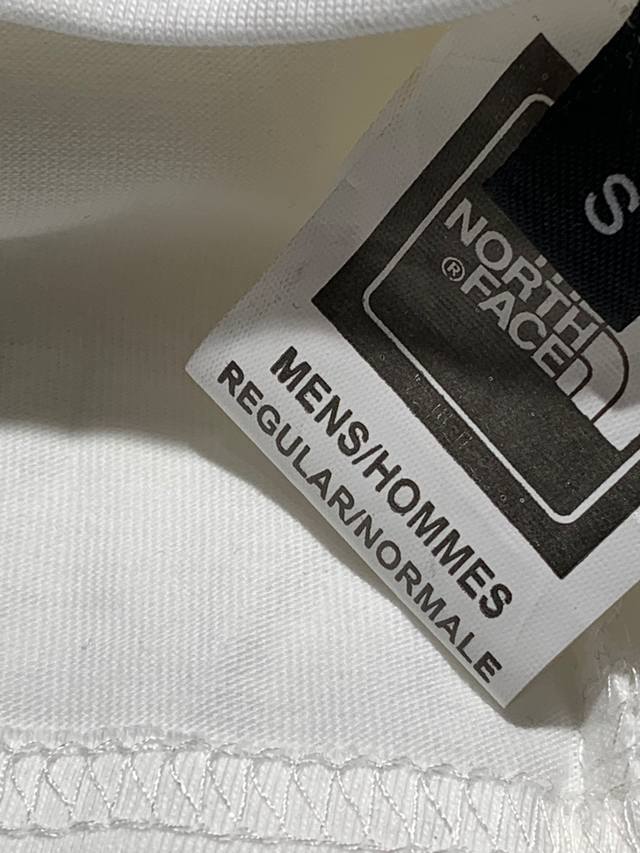 S
NORTH
FACE
®
MENS/HOMMES
REGULAR/NORMALE